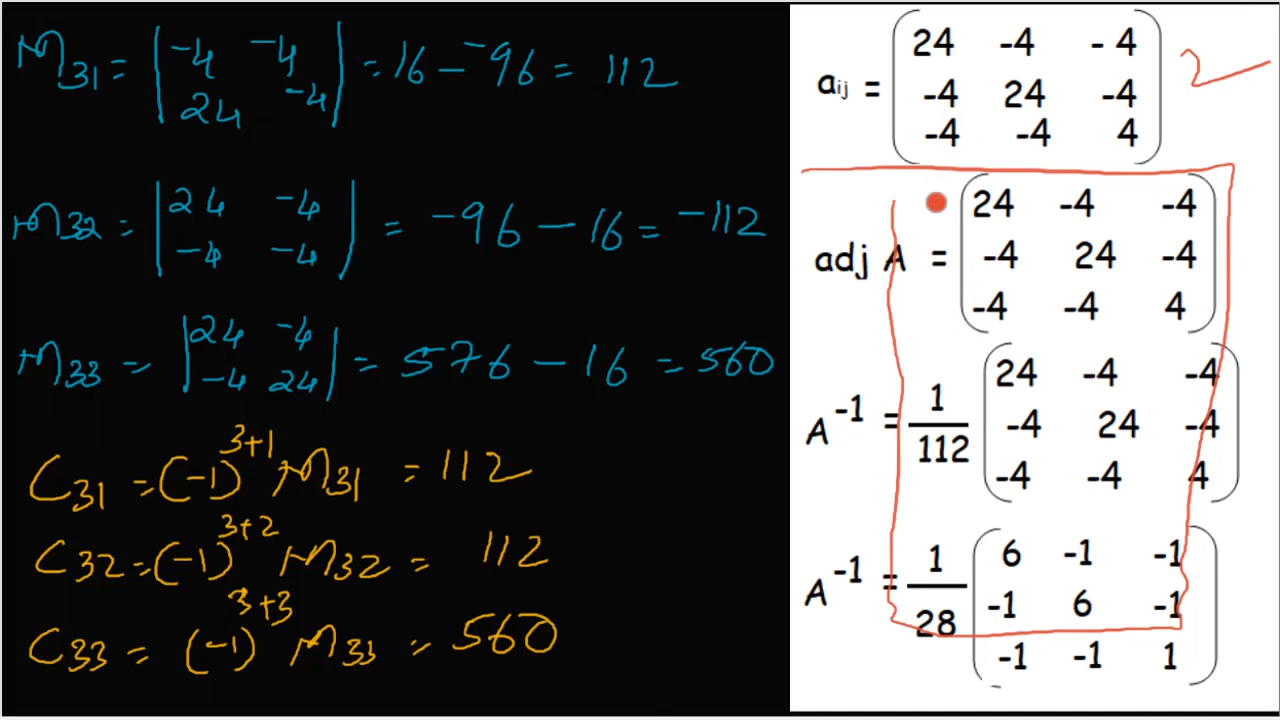 M31 = | -4 -4 | = 16 - -96 = 112
| 24 -4 |
M32 = | 24 -4 | = -96 - 16 = -112
| -4 -4 |
M33 = | 24 -4 | = 576 - 16 = 560
| -4 24 |
C31 = (-1)^3+1 M31 = 112
C32 = (-1)^3+2 M32 = 112
C33 = (-1)^3+3 M33 = 560
24 -4 - 4
aij = -4 24 -4
-4 -4 4
24 -4 -4
adj A = -4 24 -4
-4 -4 4
24 -4 -4
A^-1 = 1/112 -4 24 -4
-4 -4 4
6 -1 -1
A^-1 = 1/28 -1 6 -1
-1 -1 1